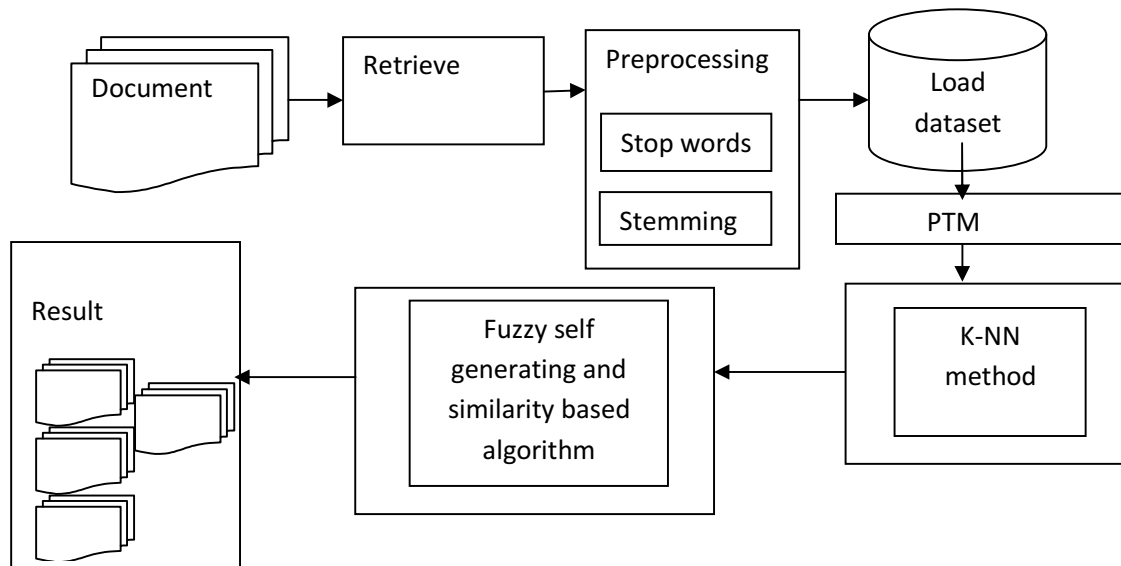 Document
Retrieve
Preprocessing
Stop words
Stemming
Load
dataset
PTM
K-NN
method
Fuzzy self
generating and
similarity based
algorithm
Result